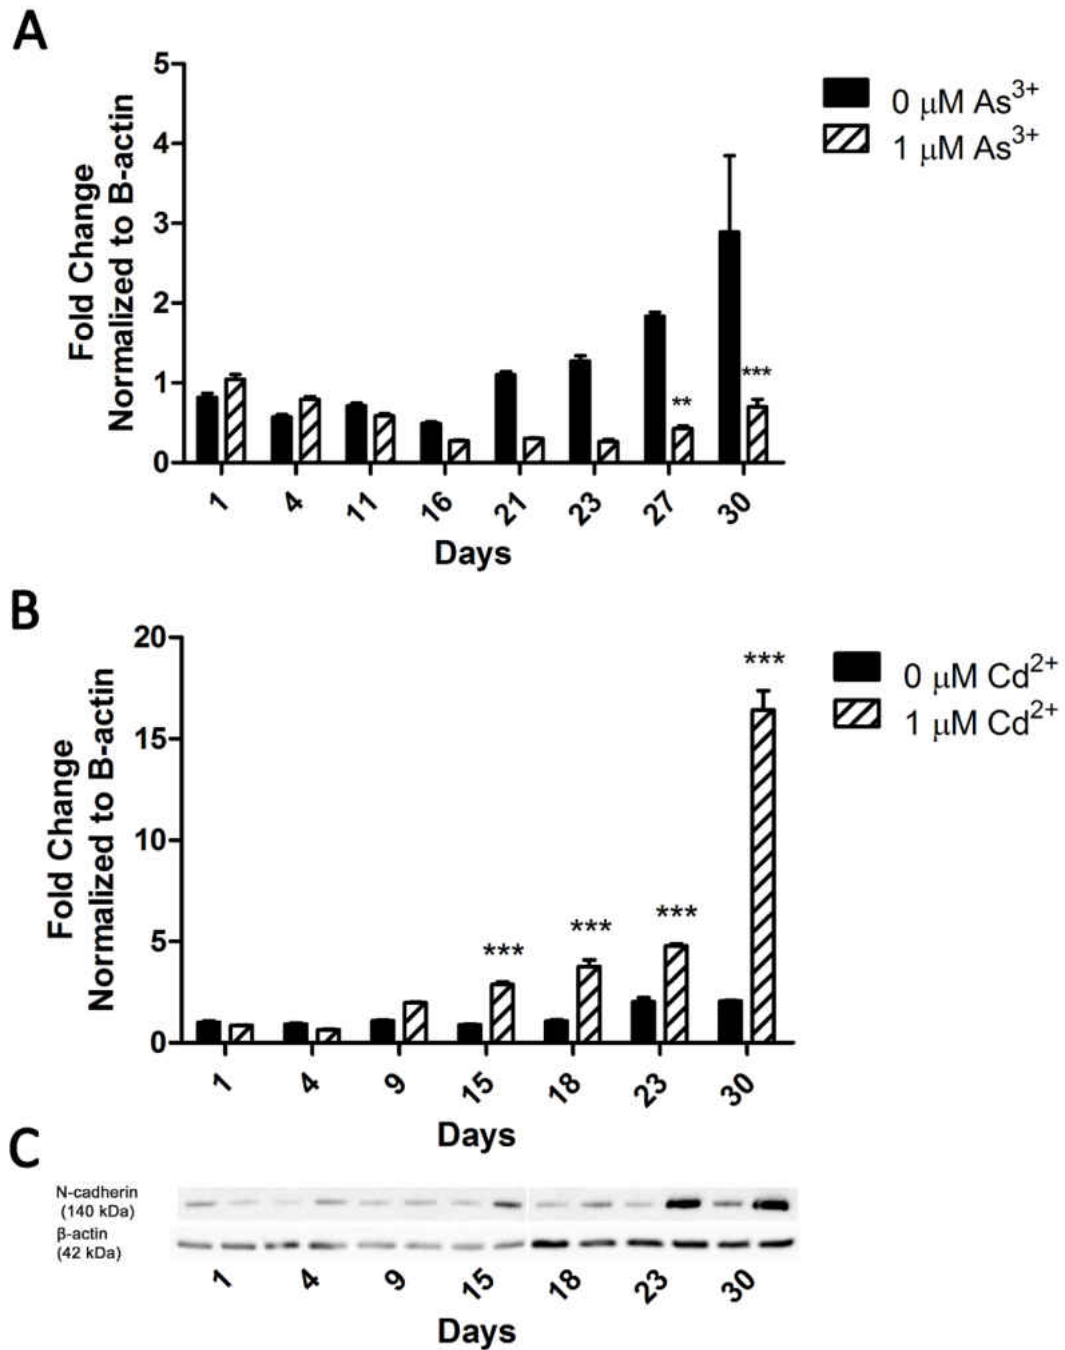 A
Fold Change
Normalized to B-actin
5
4
3
2
1
0
0 μM As³⁺
1 μM As³⁺
**
***
1 4 11 16 21 23 27 30
Days
B
Fold Change
Normalized to B-actin
20
15
10
5
0
0 μM Cd²⁺
1 μM Cd²⁺
*** *** *** ***
1 4 9 15 18 23 30
Days
C
N-cadherin
(140 kDa)
β-actin
(42 kDa)
1 4 9 15 18 23 30
Days